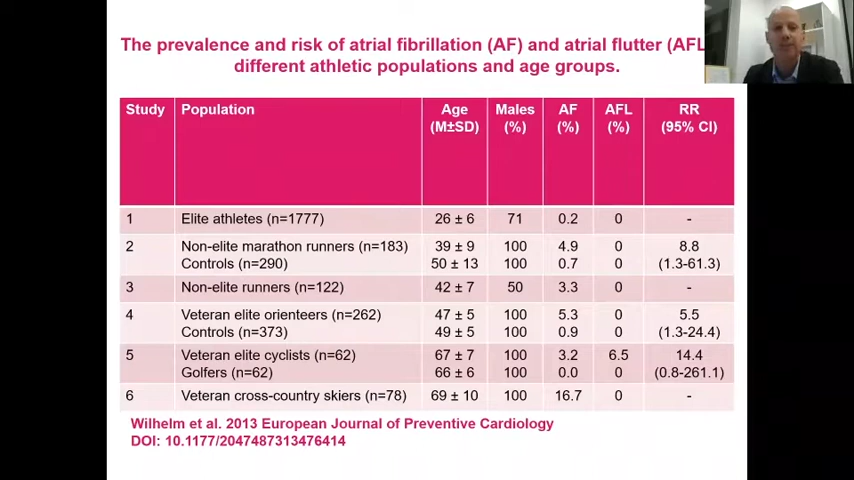 The prevalence and risk of atrial fibrillation (AF) and atrial flutter (AFL
different athletic populations and age groups.
Study Population Age Males AF AFL RR
(M±SD) (%) (%) (%) (95% CI)
1 Elite athletes (n=1777) 26 ± 6 71 0.2 0 -
2 Non-elite marathon runners (n=183) 39 ± 9 100 4.9 0 8.8
Controls (n=290) 50 ± 13 100 0.7 0 (1.3-61.3)
3 Non-elite runners (n=122) 42 ± 7 50 3.3 0 -
4 Veteran elite orienteers (n=262) 47 ± 5 100 5.3 0 5.5
Controls (n=373) 49 ± 5 100 0.9 0 (1.3-24.4)
5 Veteran elite cyclists (n=62) 67 ± 7 100 3.2 6.5 14.4
Golfers (n=62) 66 ± 6 100 0.0 0 (0.8-261.1)
6 Veteran cross-country skiers (n=78) 69 ± 10 100 16.7 0 -
Wilhelm et al. 2013 European Journal of Preventive Cardiology
DOI: 10.1177/2047487313476414